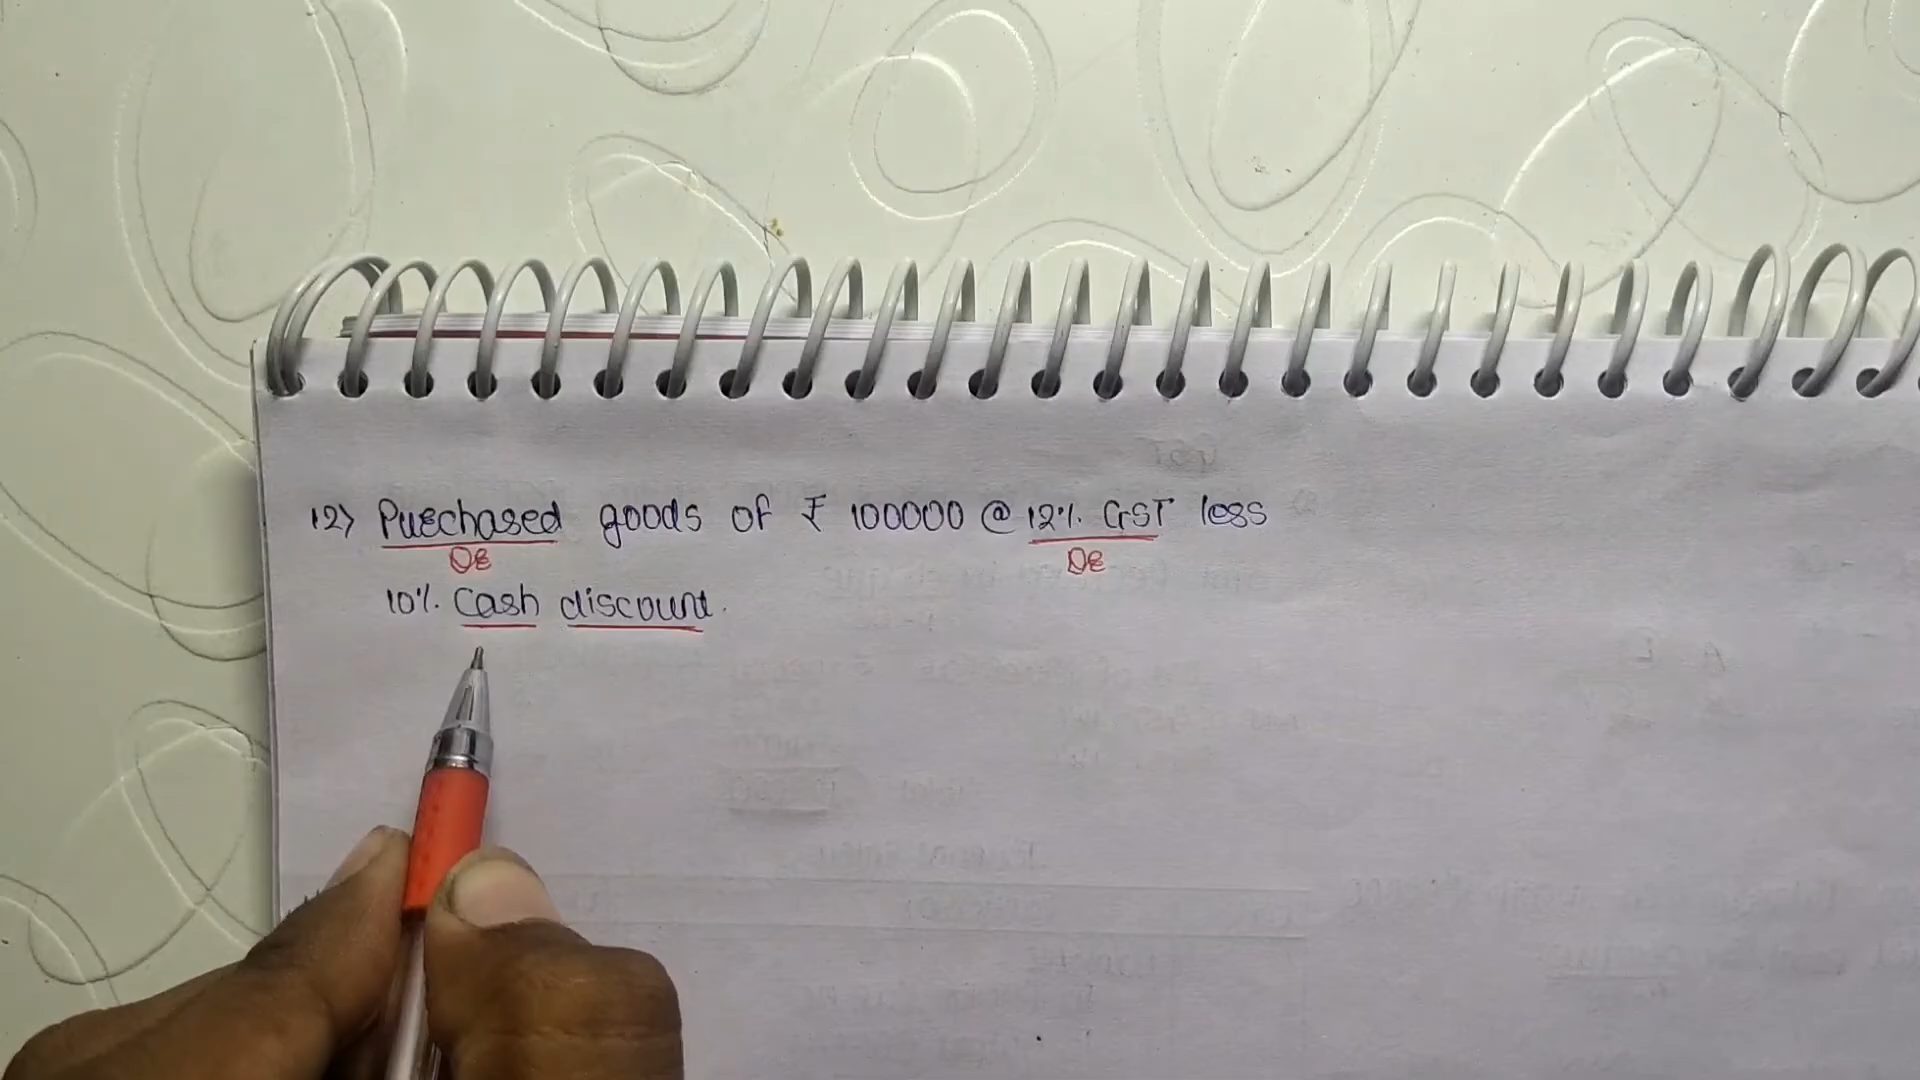 12) Purchased goods of ₹ 100000 @ 12% GST less
Dr Dr
10% Cash discount.